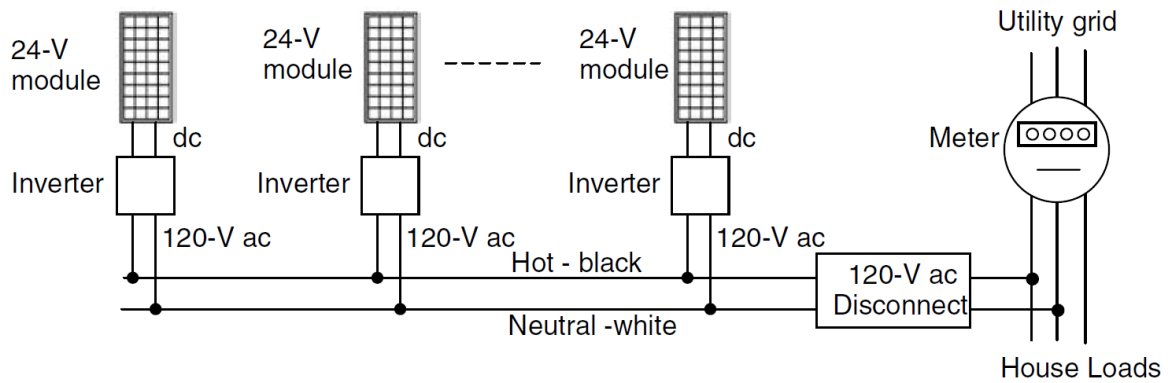 Utility grid
24-V
module
24-V
module
24-V
module
dc
dc
dc
Meter
Inverter
Inverter
Inverter
120-V ac
120-V ac
120-V ac
Hot - black
120-V ac
Disconnect
Neutral -white
House Loads